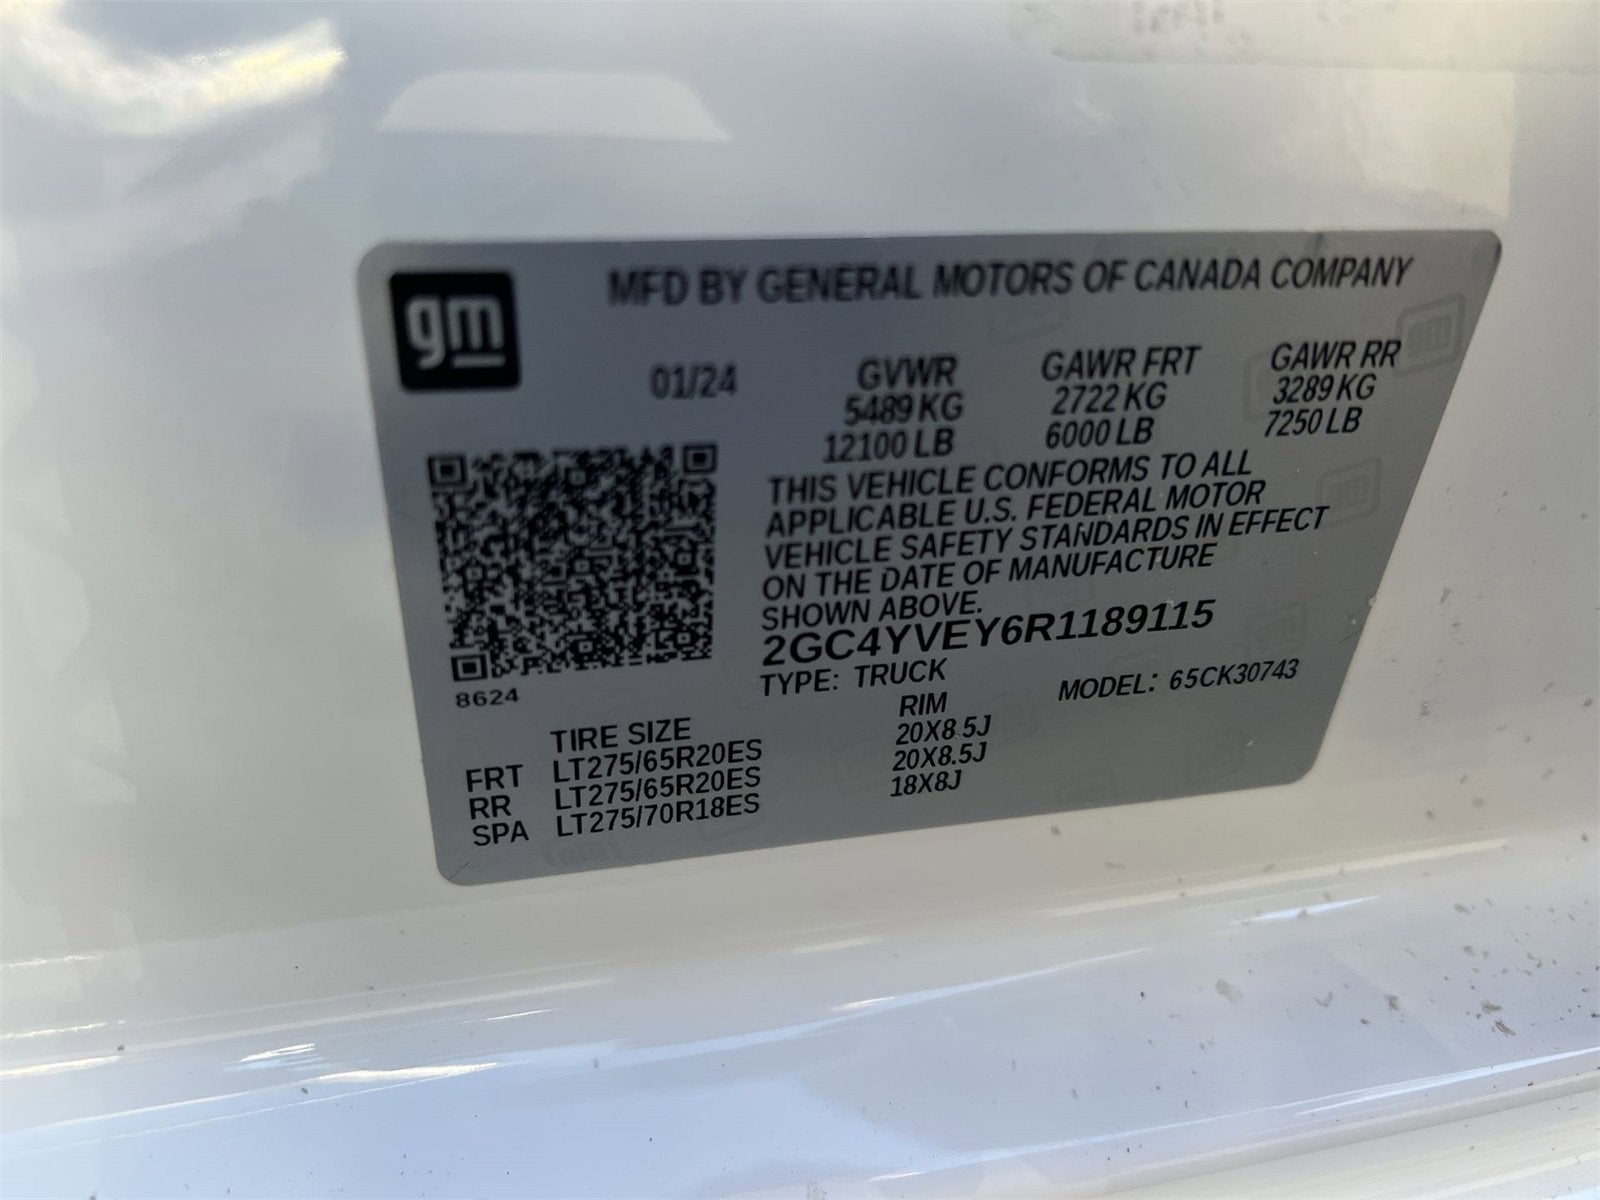 gm
MFD BY GENERAL MOTORS OF CANADA COMPANY
01/24 GVWR GAWR FRT GAWR RR
5489 KG 2722 KG 3289 KG
12100 LB 6000 LB 7250 LB
THIS VEHICLE CONFORMS TO ALL
APPLICABLE U.S. FEDERAL MOTOR
VEHICLE SAFETY STANDARDS IN EFFECT
ON THE DATE OF MANUFACTURE
SHOWN ABOVE.
2GC4YVEY6R1189115
TYPE: TRUCK MODEL: 65CK30743
8624
TIRE SIZE RIM
FRT LT275/65R20ES 20X8.5J
RR LT275/65R20ES 20X8.5J
SPA LT275/70R18ES 18X8J